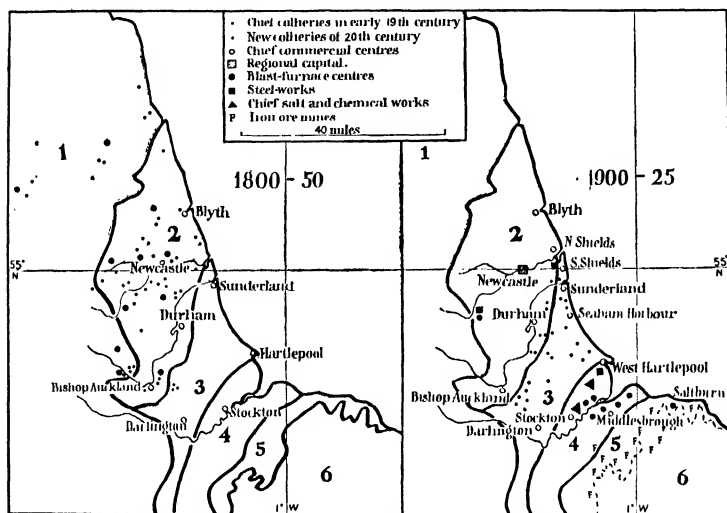 Chief collieries in early 19th century
New collieries of 20th century
Chief commercial centres
Regional capital.
Blast-furnace centres
Steel-works
Chief salt and chemical works
F Iron ore mines
40 miles
1
1800-50
2
Blyth
55°
N
Newcastle
Sunderland
Durham
Hartlepool
Bishop Auckland
3
Stockton
Darlington
4
5
6
1°W
1
1900-25
Blyth
2
N Shields
55°
N
S. Shields
Newcastle
Sunderland
Durham
Seaham Harbour
West Hartlepool
Bishop Auckland
3
Saltburn
Stockton
Middlesbrough
Darlington
4
5
F
F
F
F
F
F
F
F
F
F
6
1°W